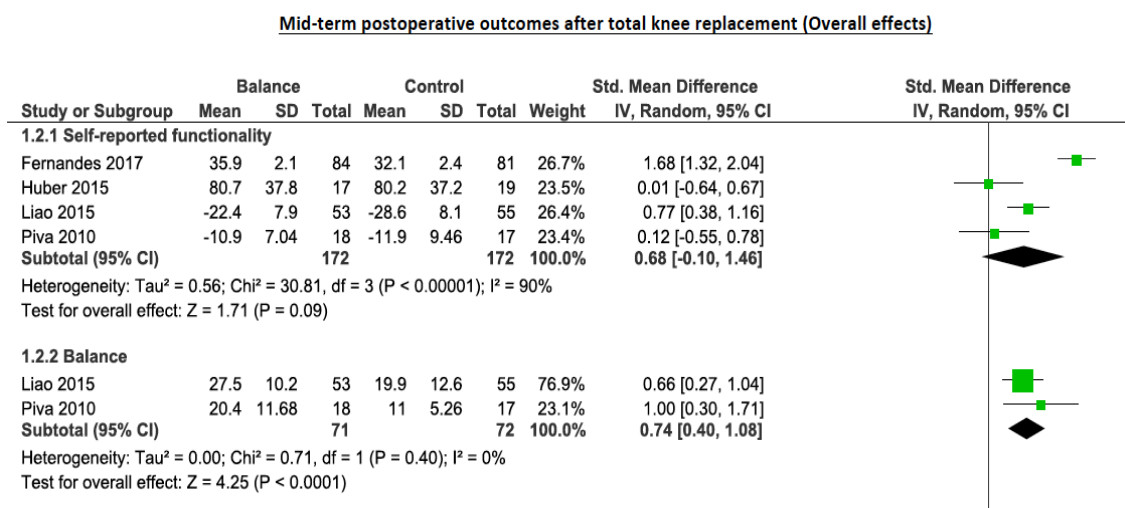 Mid-term postoperative outcomes after total knee replacement (Overall effects)
Balance Control Std. Mean Difference Std. Mean Difference
Study or Subgroup Mean SD Total Mean SD Total Weight IV, Random, 95% CI IV, Random, 95% CI
1.2.1 Self-reported functionality
Fernandes 2017 35.9 2.1 84 32.1 2.4 81 26.7% 1.68 [1.32, 2.04]
Huber 2015 80.7 37.8 17 80.2 37.2 19 23.5% 0.01 [-0.64, 0.67]
Liao 2015 -22.4 7.9 53 -28.6 8.1 55 26.4% 0.77 [0.38, 1.16]
Piva 2010 -10.9 7.04 18 -11.9 9.46 17 23.4% 0.12 [-0.55, 0.78]
Subtotal (95% CI) 172 172 100.0% 0.68 [-0.10, 1.46]
Heterogeneity: Tau² = 0.56; Chi² = 30.81, df = 3 (P < 0.00001); I² = 90%
Test for overall effect: Z = 1.71 (P = 0.09)
1.2.2 Balance
Liao 2015 27.5 10.2 53 19.9 12.6 55 76.9% 0.66 [0.27, 1.04]
Piva 2010 20.4 11.68 18 11 5.26 17 23.1% 1.00 [0.30, 1.71]
Subtotal (95% CI) 71 72 100.0% 0.74 [0.40, 1.08]
Heterogeneity: Tau² = 0.00; Chi² = 0.71, df = 1 (P = 0.40); I² = 0%
Test for overall effect: Z = 4.25 (P < 0.0001)